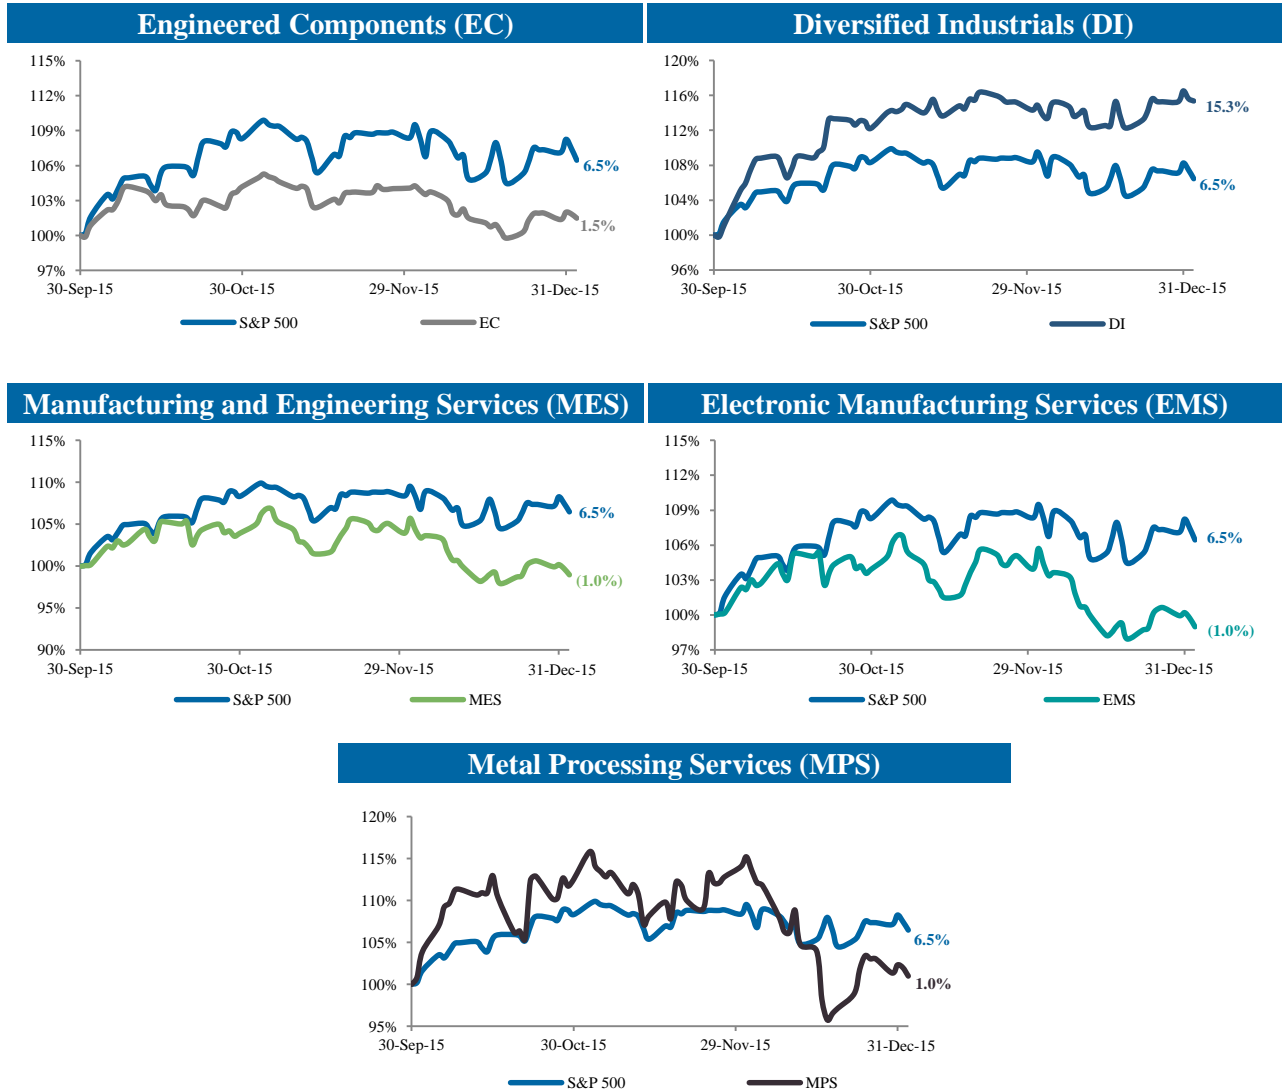 Engineered Components (EC)
115%
112%
109%
106%
103%
100%
97%
6.5%
1.5%
30-Sep-15 30-Oct-15 29-Nov-15 31-Dec-15
S&P 500 EC
Diversified Industrials (DI)
120%
116%
112%
108%
104%
100%
96%
15.3%
6.5%
30-Sep-15 30-Oct-15 29-Nov-15 31-Dec-15
S&P 500 DI
Manufacturing and Engineering Services (MES)
115%
110%
105%
100%
95%
90%
6.5%
(1.0%)
30-Sep-15 30-Oct-15 29-Nov-15 31-Dec-15
S&P 500 MES
Electronic Manufacturing Services (EMS)
115%
112%
109%
106%
103%
100%
97%
6.5%
(1.0%)
30-Sep-15 30-Oct-15 29-Nov-15 31-Dec-15
S&P 500 EMS
Metal Processing Services (MPS)
120%
115%
110%
105%
100%
95%
6.5%
1.0%
30-Sep-15 30-Oct-15 29-Nov-15 31-Dec-15
S&P 500 MPS